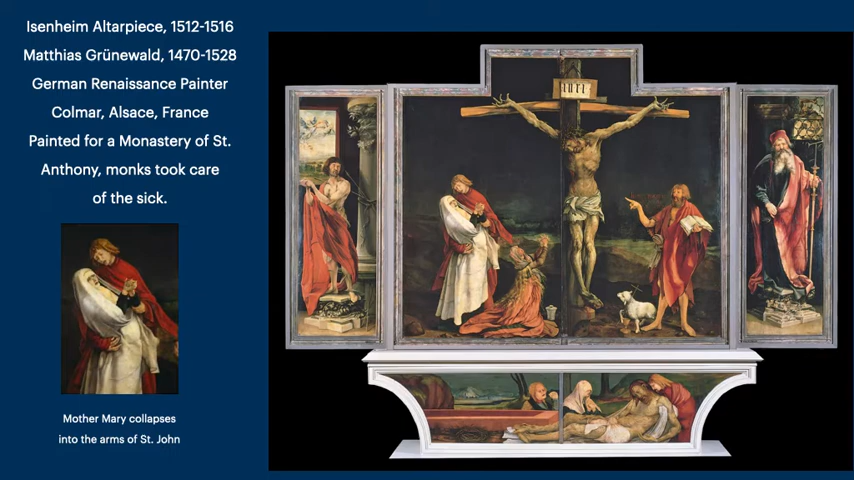 Isenheim Altarpiece, 1512-1516
Matthias Grünewald, 1470-1528
German Renaissance Painter
Colmar, Alsace, France
Painted for a Monastery of St.
Anthony, monks took care
of the sick.
Mother Mary collapses
into the arms of St. John